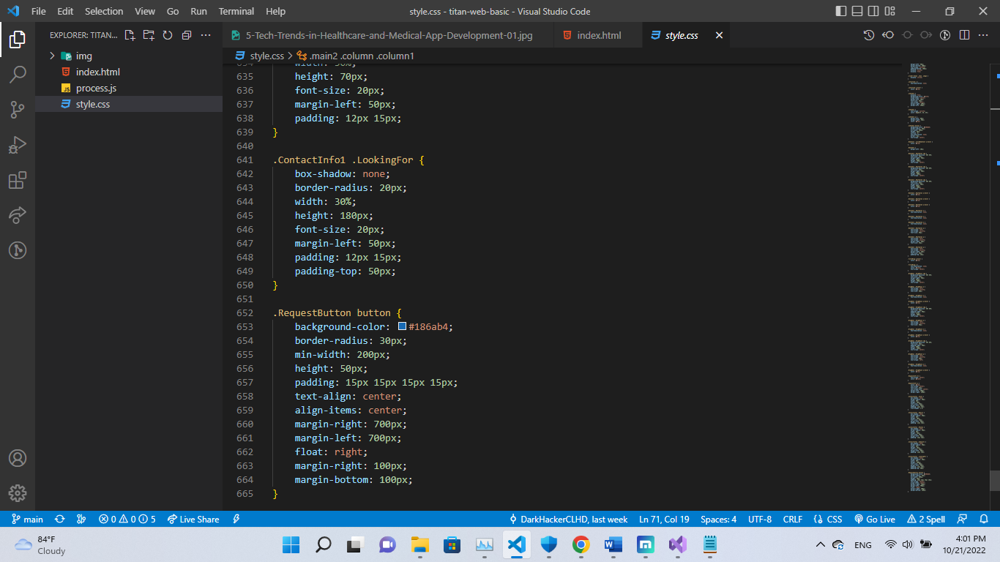 File Edit Selection View Go Run Terminal Help
style.css - titan-web-basic - Visual Studio Code
EXPLORER: TITAN...
img
index.html
JS process.js
style.css
5-Tech-Trends-in-Healthcare-and-Medical-App-Development-01.jpg
index.html
style.css
style.css > .main2 .column .column1
634 width: 30%;
635 height: 70px;
636 font-size: 20px;
637 margin-left: 50px;
638 padding: 12px 15px;
639 }
640
641 .ContactInfo1 .LookingFor {
642 box-shadow: none;
643 border-radius: 20px;
644 width: 30%;
645 height: 180px;
646 font-size: 20px;
647 margin-left: 50px;
648 padding: 12px 15px;
649 padding-top: 50px;
650 }
651
652 .RequestButton button {
653 background-color: #186ab4;
654 border-radius: 30px;
655 min-width: 200px;
656 height: 50px;
657 padding: 15px 15px 15px 15px;
658 text-align: center;
659 align-items: center;
660 margin-right: 700px;
661 margin-left: 700px;
662 float: right;
663 margin-right: 100px;
664 margin-bottom: 100px;
665 }
main 0 0 5 Live Share DarkHackerCLHD, last week Ln 71, Col 19 Spaces: 4 UTF-8 CRLF {} CSS Go Live 2 Spell
84°F
Cloudy
W
ENG
4:01 PM
10/21/2022